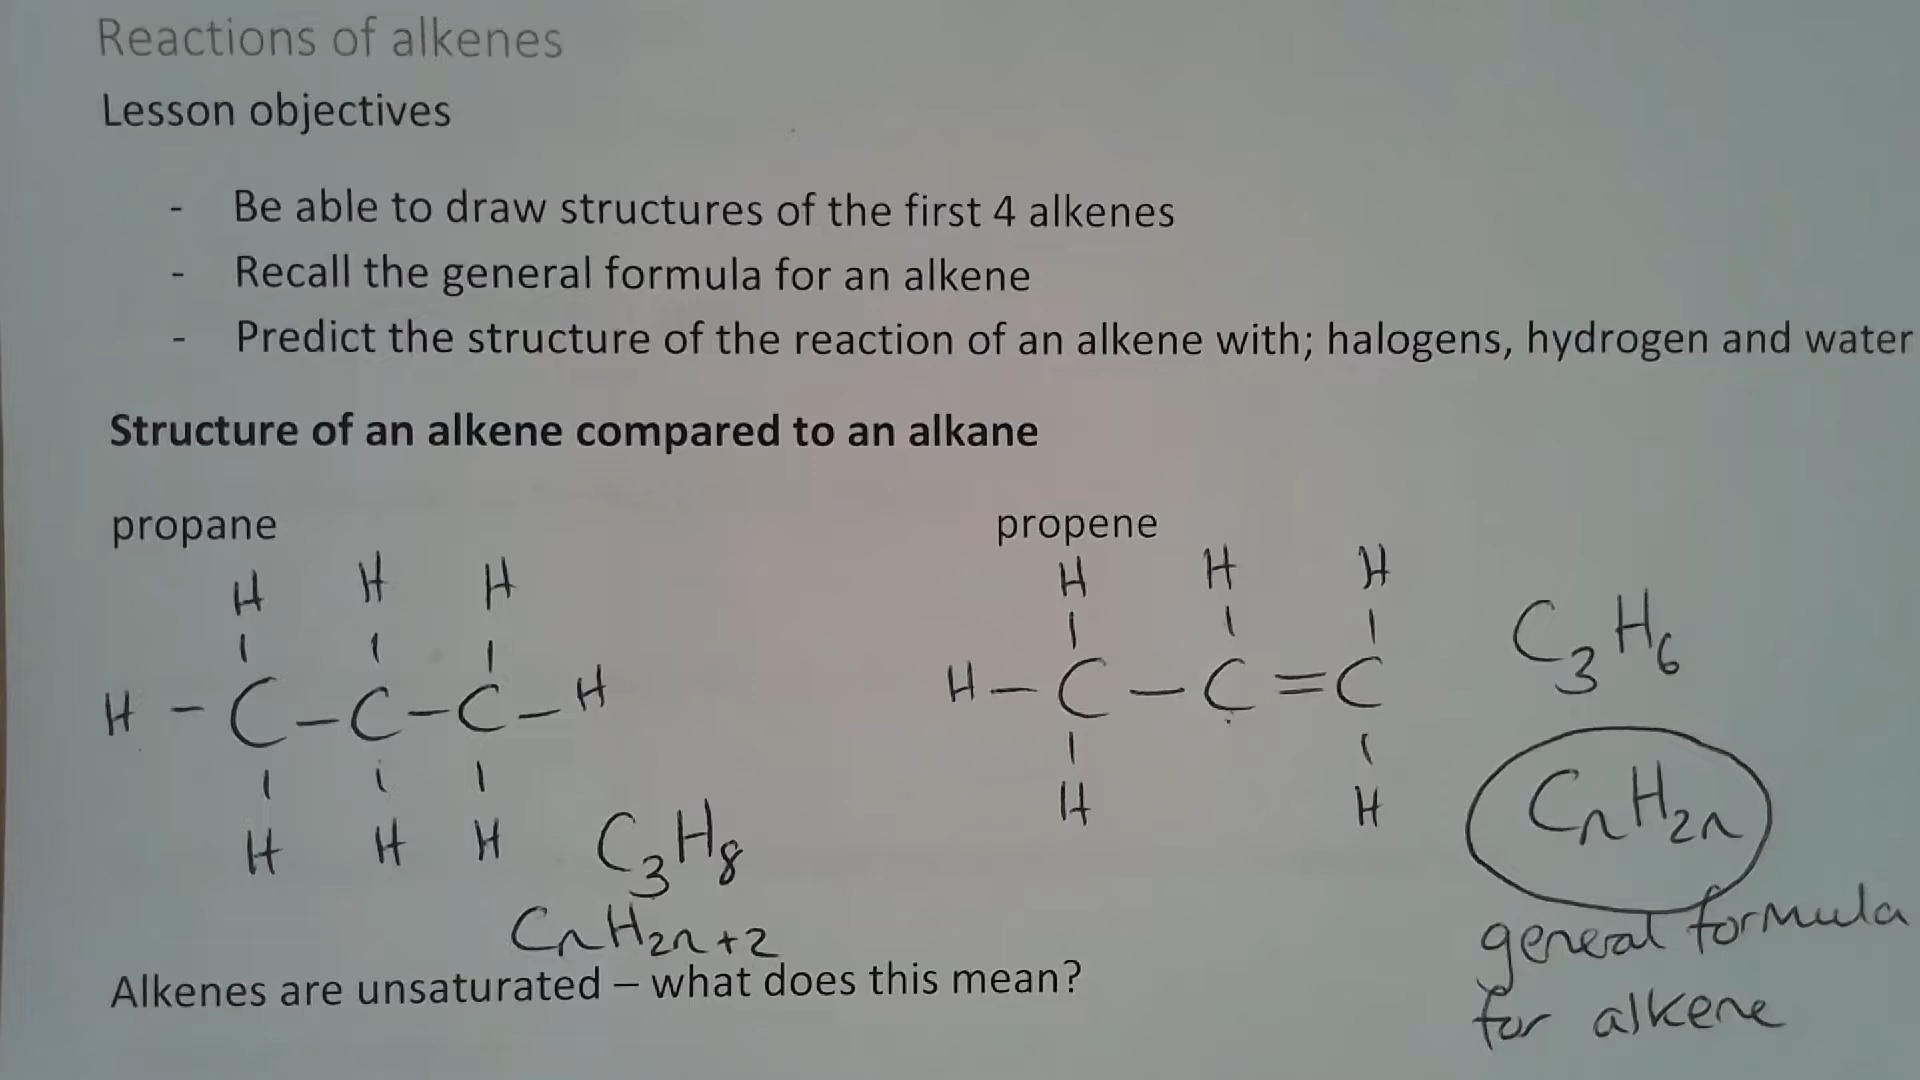 Reactions of alkenes
Lesson objectives
- Be able to draw structures of the first 4 alkenes
- Recall the general formula for an alkene
- Predict the structure of the reaction of an alkene with; halogens, hydrogen and water
Structure of an alkene compared to an alkane
propane
H H H
H - C - C - C - H
H H H
C₃H₈
CₙH₂ₙ₊₂
propene
H H H
H - C - C = C
H H
C₃H₆
CₙH₂ₙ
general formula
for alkene
Alkenes are unsaturated – what does this mean?